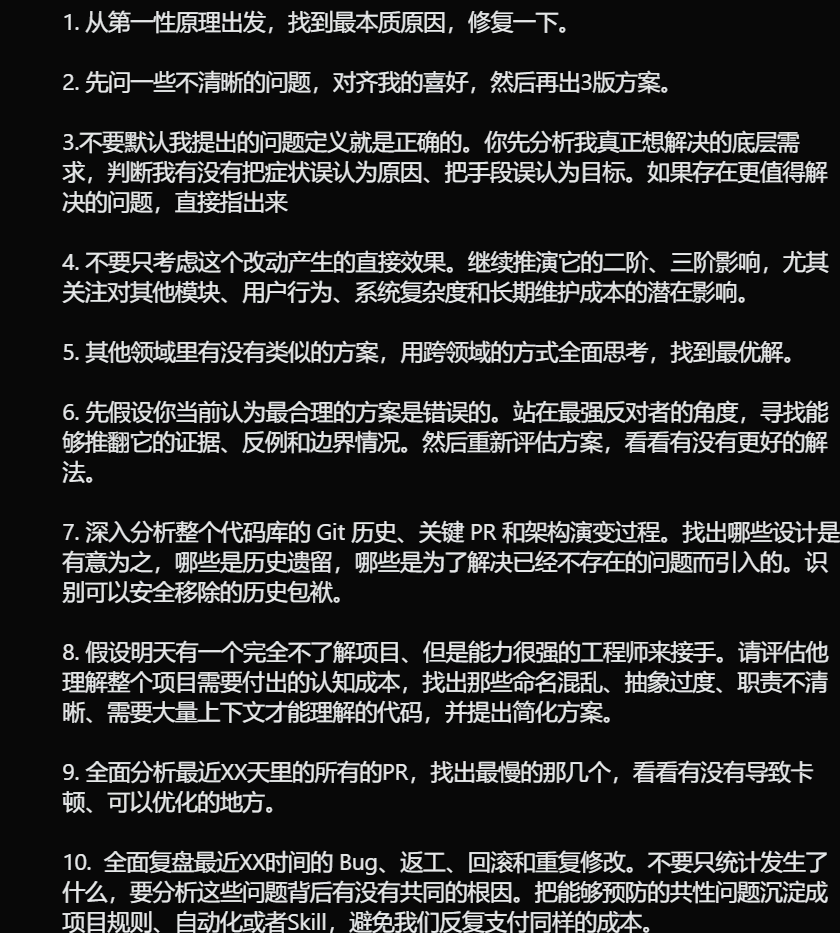 1. 从第一性原理出发，找到最本质原因，修复一下。
2. 先问一些不清晰的问题，对齐我的喜好，然后再出3版方案。
3.不要默认我提出的问题定义就是正确的。你先分析我真正想解决的底层需
求，判断我有没有把症状误认为原因、把手段误认为目标。如果存在更值得解
决的问题，直接指出来
4. 不要只考虑这个改动产生的直接效果。继续推演它的二阶、三阶影响，尤其
关注对其他模块、用户行为、系统复杂度和长期维护成本的潜在影响。
5. 其他领域里有没有类似的方案，用跨领域的方式全面思考，找到最优解。
6. 先假设你当前认为最合理的方案是错误的。站在最强反对者的角度，寻找能
够推翻它的证据、反例和边界情况。然后重新评估方案，看看有没有更好的解
法。
7. 深入分析整个代码库的 Git 历史、关键 PR 和架构演变过程。找出哪些设计是
有意为之，哪些是历史遗留，哪些是为了解决已经不存在的问题而引入的。识
别可以安全移除的历史包袱。
8. 假设明天有一个完全不了解项目、但是能力很强的工程师来接手。请评估他
理解整个项目需要付出的认知成本，找出那些命名混乱、抽象过度、职责不清
晰、需要大量上下文才能理解的代码，并提出简化方案。
9. 全面分析最近XX天里的所有的PR，找出最慢的那几个，看看有没有导致卡
顿、可以优化的地方。
10. 全面复盘最近XX时间的 Bug、返工、回滚和重复修改。不要只统计发生了
什么，要分析这些问题背后有没有共同的根因。把能够预防的共性问题沉淀成
项目规则、自动化或者Skill，避免我们反复支付同样的成本。